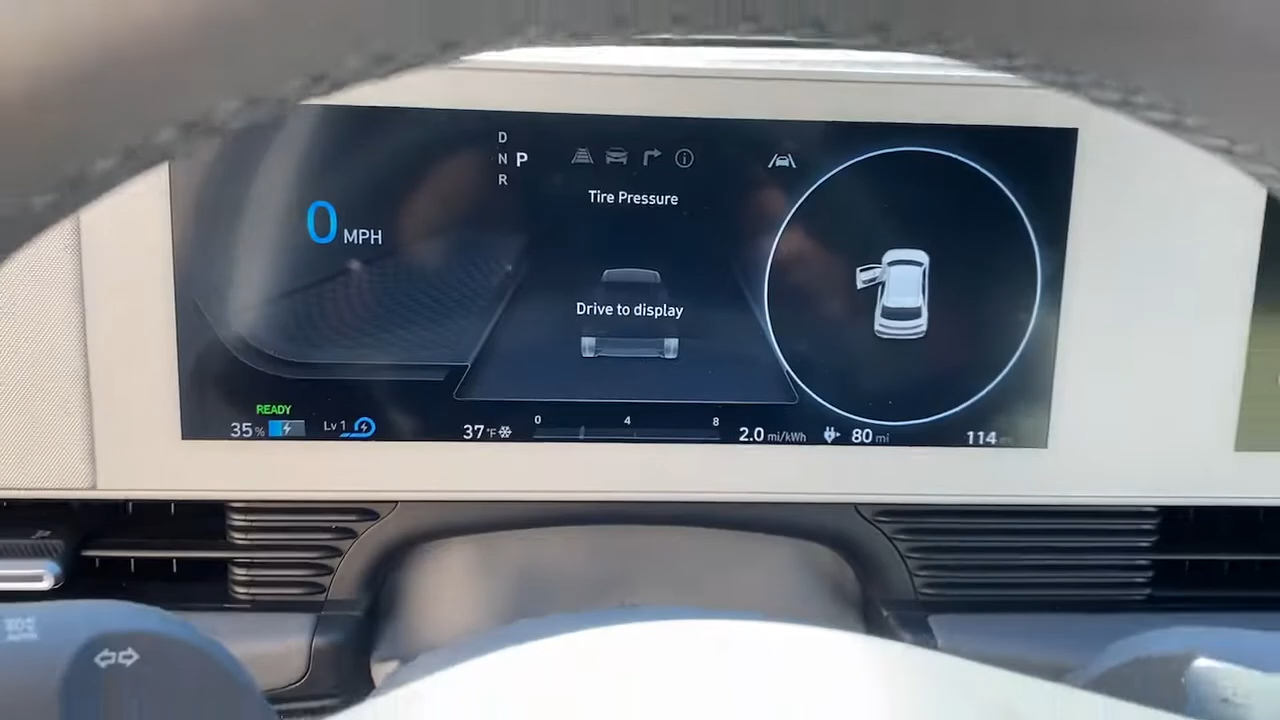 D
N P
R
Tire Pressure
0 MPH
Drive to display
READY
35%
Lv 1
37°F
0 4 8
2.0 mi/kWh
80 mi
114